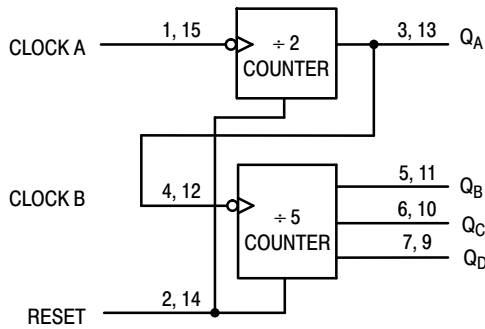 CLOCK A
1, 15
÷ 2
COUNTER
3, 13
QA
CLOCK B
4, 12
÷ 5
COUNTER
5, 11
QB
6, 10
QC
7, 9
QD
RESET
2, 14